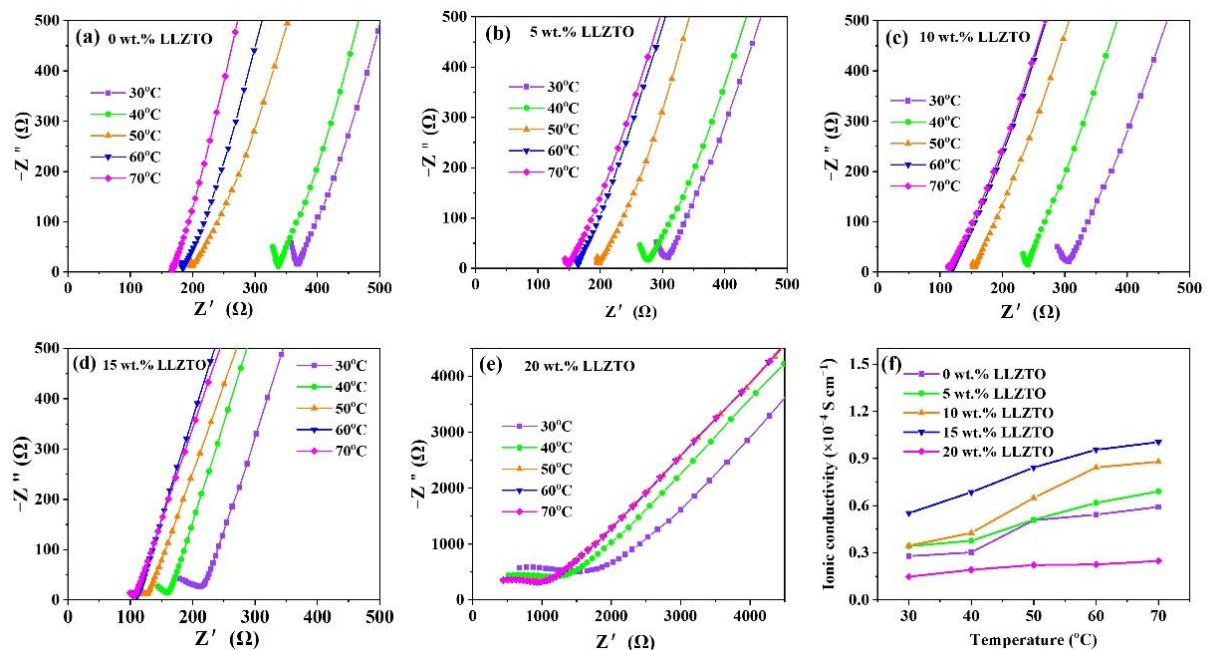 (a) 0 wt.% LLZTO
30°C
40°C
50°C
60°C
70°C
−Z" (Ω)
500
400
300
200
100
0
0 100 200 300 400 500
Z' (Ω)
(b) 5 wt.% LLZTO
30°C
40°C
50°C
60°C
70°C
−Z" (Ω)
500
400
300
200
100
0
0 100 200 300 400 500
Z' (Ω)
(c) 10 wt.% LLZTO
30°C
40°C
50°C
60°C
70°C
−Z" (Ω)
500
400
300
200
100
0
0 100 200 300 400 500
Z' (Ω)
(d) 15 wt.% LLZTO
30°C
40°C
50°C
60°C
70°C
−Z" (Ω)
500
400
300
200
100
0
0 100 200 300 400 500
Z' (Ω)
(e) 20 wt.% LLZTO
30°C
40°C
50°C
60°C
70°C
−Z" (Ω)
4000
3000
2000
1000
0
0 1000 2000 3000 4000
Z' (Ω)
(f)
0 wt.% LLZTO
5 wt.% LLZTO
10 wt.% LLZTO
15 wt.% LLZTO
20 wt.% LLZTO
Ionic conductivity (×10⁻⁴ S cm⁻¹)
1.5
1.2
0.9
0.6
0.3
0.0
30 40 50 60 70
Temperature (°C)